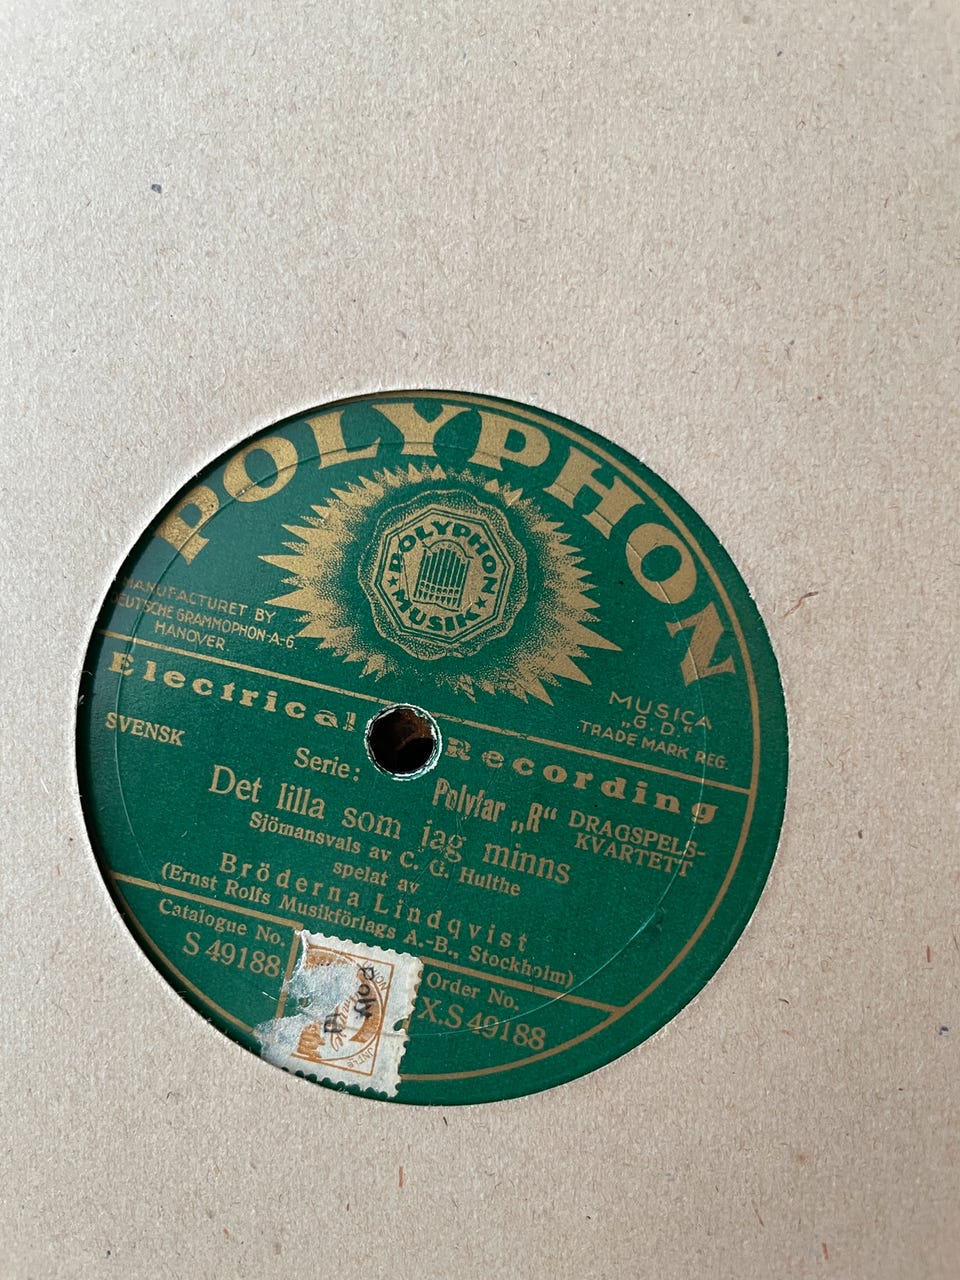 POLYPHON
POLYPHON
MUSIK
MANUFACTURET BY
DEUTSCHE GRAMMOPHON-A-G.
HANOVER
MUSICA
„G.D.“
TRADE MARK REG.
Electrical Recording
SVENSK
Serie: Polyfar „R“
DRAGSPELS-
KVARTETT
Det lilla som jag minns
Sjömansvals av C. G. Hulthe
spelat av
Bröderna Lindqvist
(Ernst Rolfs Musikförlags A.-B., Stockholm)
Catalogue No.
S 49188
Order No.
X.S 49188